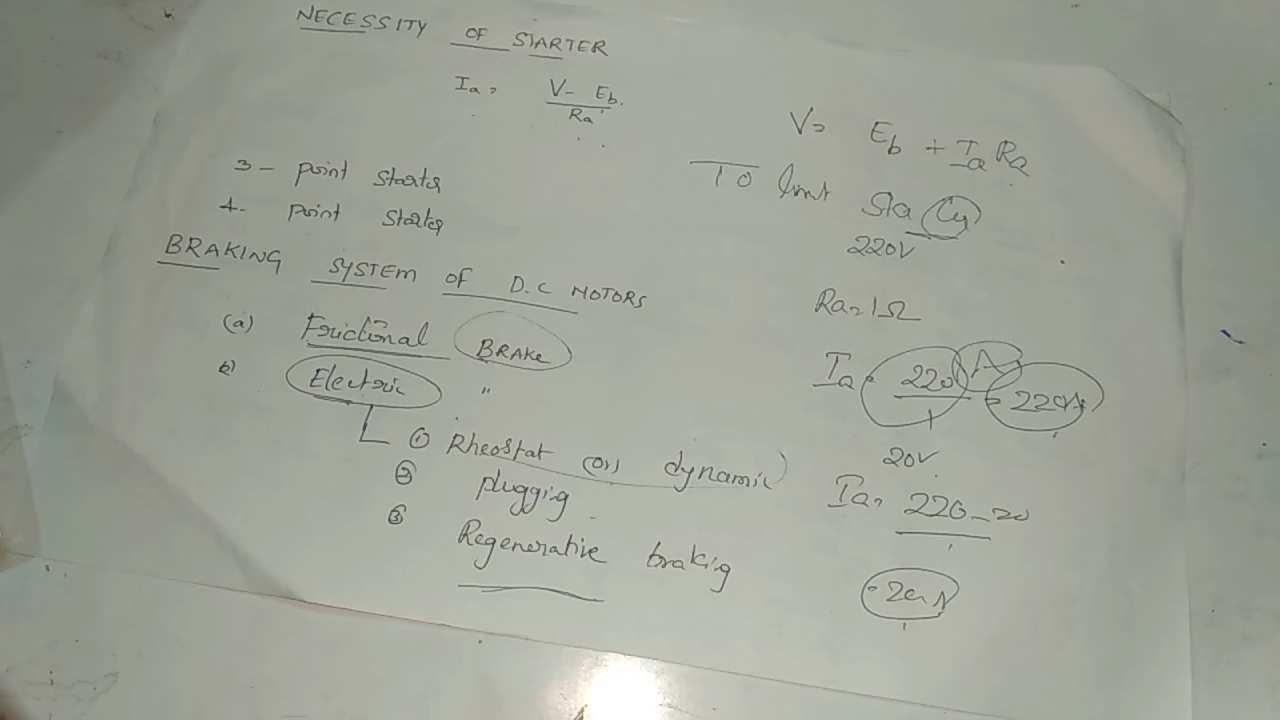 NECESSITY OF STARTER
Ia = V - Eb / Ra
3 - point starter
4 - point starter
BRAKING SYSTEM OF D.C MOTORS
(a) Frictional BRAKE
b) Electric "
① Rheostat (or) dynamic
② plugging
③ Regenerative braking
V = Eb + Ia Ra
TO limit Sta Cy
220V
Ra = 1Ω
Ia = 220 / 1 = 220A
20V
Ia = 220 - 20